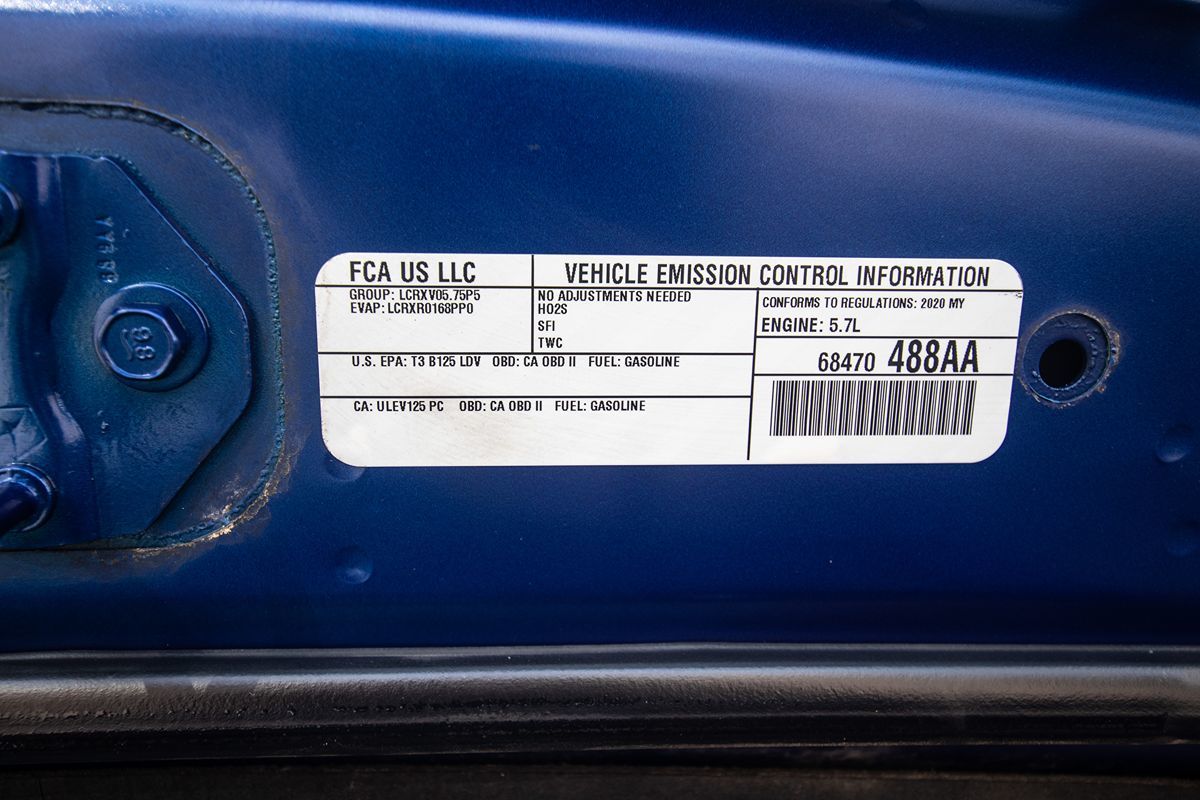 FCA US LLC
VEHICLE EMISSION CONTROL INFORMATION
GROUP: LCRXV05.75P5
EVAP: LCRXR0168PP0
NO ADJUSTMENTS NEEDED
HO2S
SFI
TWC
CONFORMS TO REGULATIONS: 2020 MY
ENGINE: 5.7L
U.S. EPA: T3 B125 LDV OBD: CA OBD II FUEL: GASOLINE
68470 488AA
CA: ULEV125 PC OBD: CA OBD II FUEL: GASOLINE
88